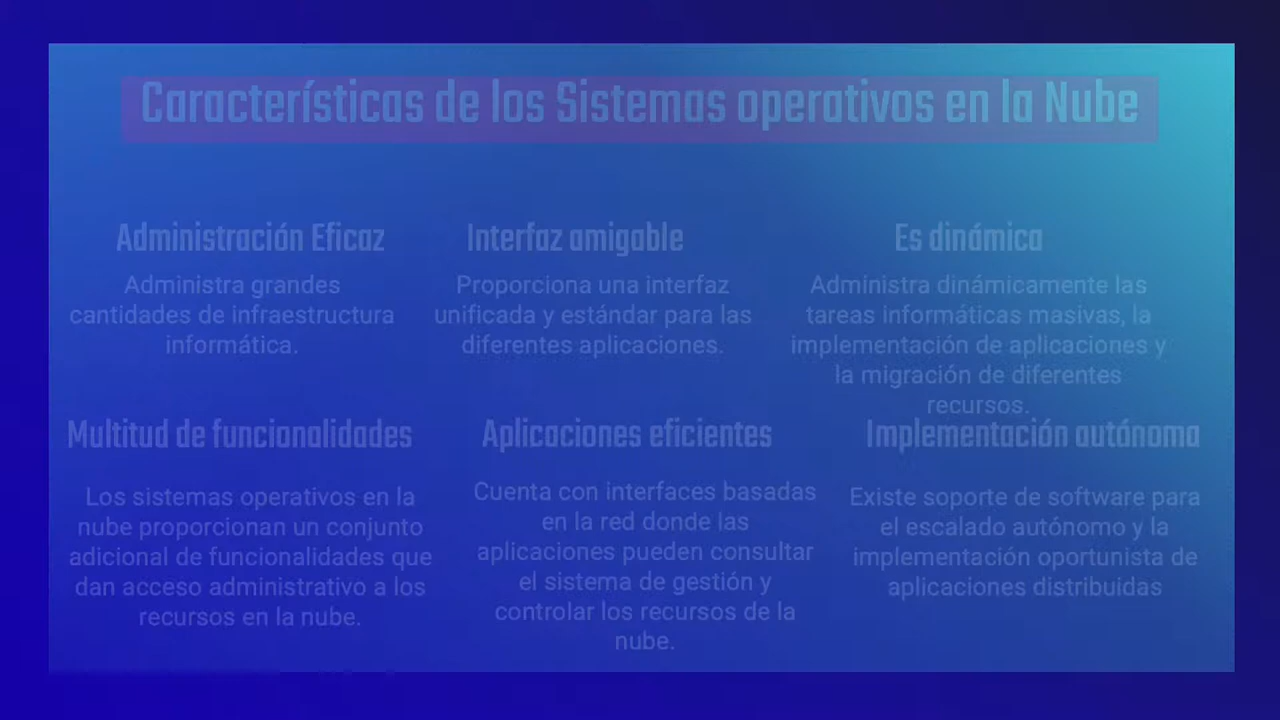 Características de los Sistemas operativos en la Nube
Administración Eficaz
Administra grandes
cantidades de infraestructura
informática.
Interfaz amigable
Proporciona una interfaz
unificada y estándar para las
diferentes aplicaciones.
Es dinámica
Administra dinámicamente las
tareas informáticas masivas, la
implementación de aplicaciones y
la migración de diferentes
recursos.
Multitud de funcionalidades
Los sistemas operativos en la
nube proporcionan un conjunto
adicional de funcionalidades que
dan acceso administrativo a los
recursos en la nube.
Aplicaciones eficientes
Cuenta con interfaces basadas
en la red donde las
aplicaciones pueden consultar
el sistema de gestión y
controlar los recursos de la
nube.
Implementación autónoma
Existe soporte de software para
el escalado autónomo y la
implementación oportunista de
aplicaciones distribuidas